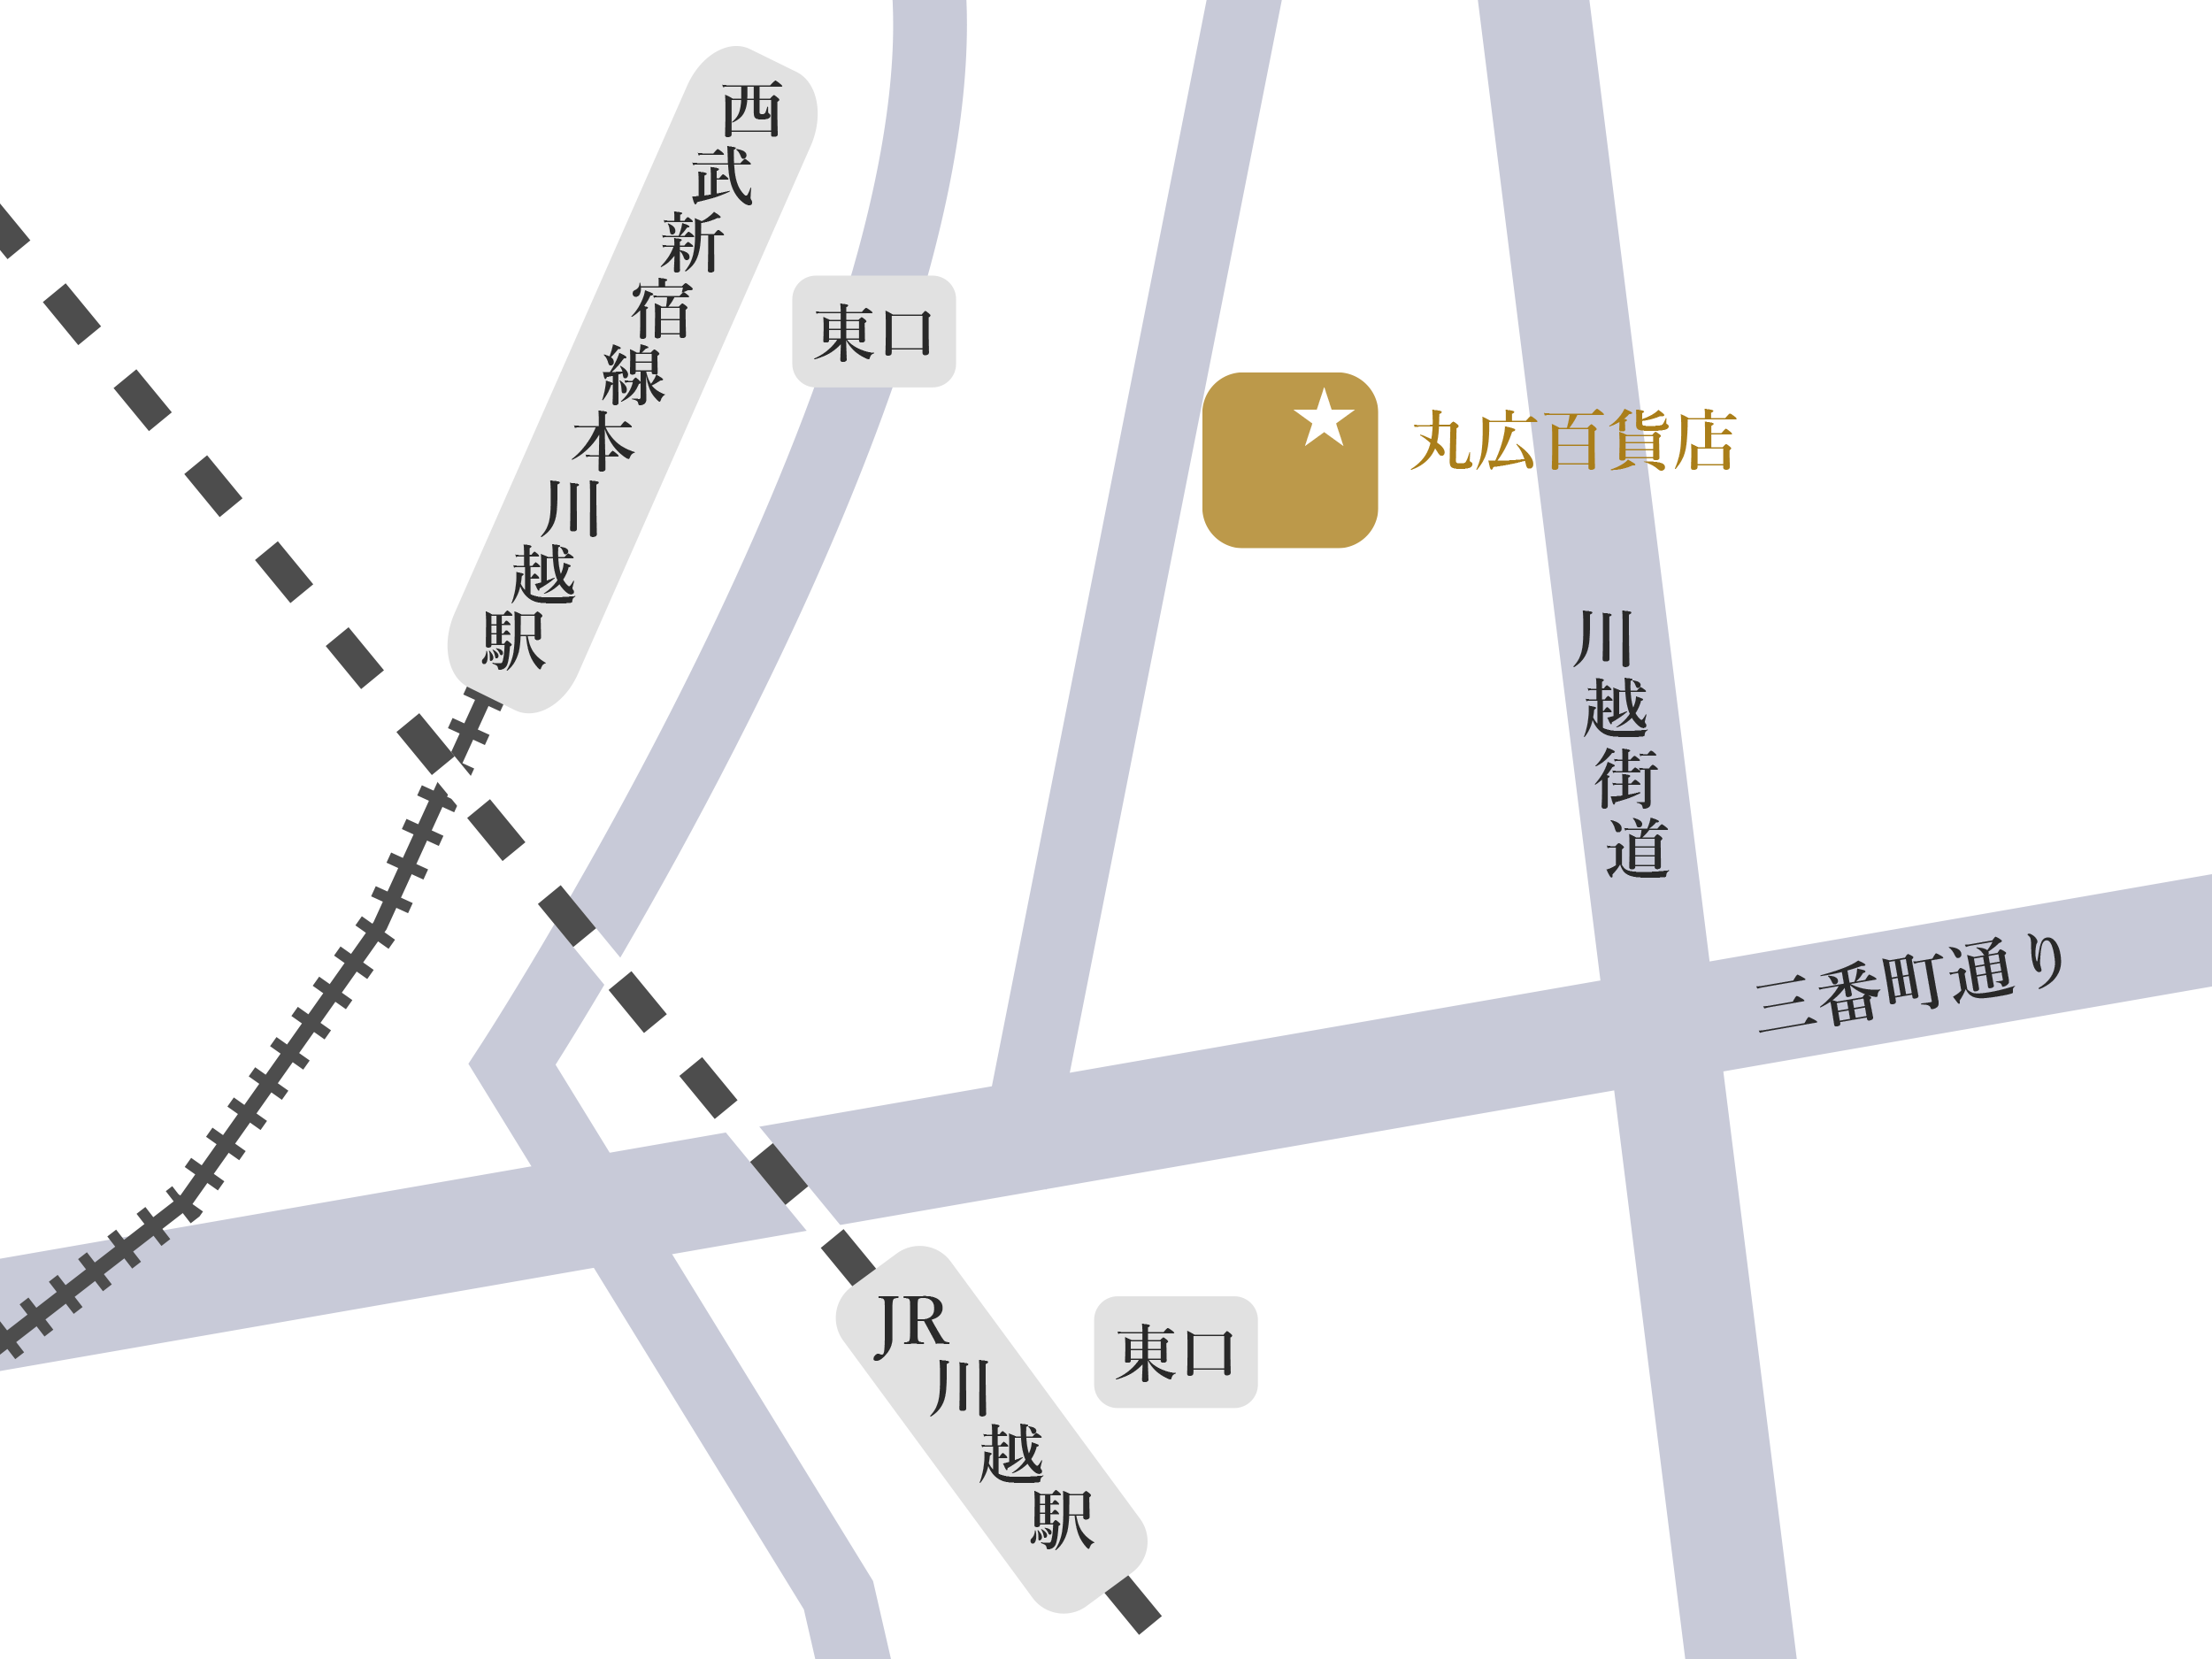 西武新宿線本川越駅
東口
丸広百貨店
川越街道
三番町通り
JR川越駅
東口